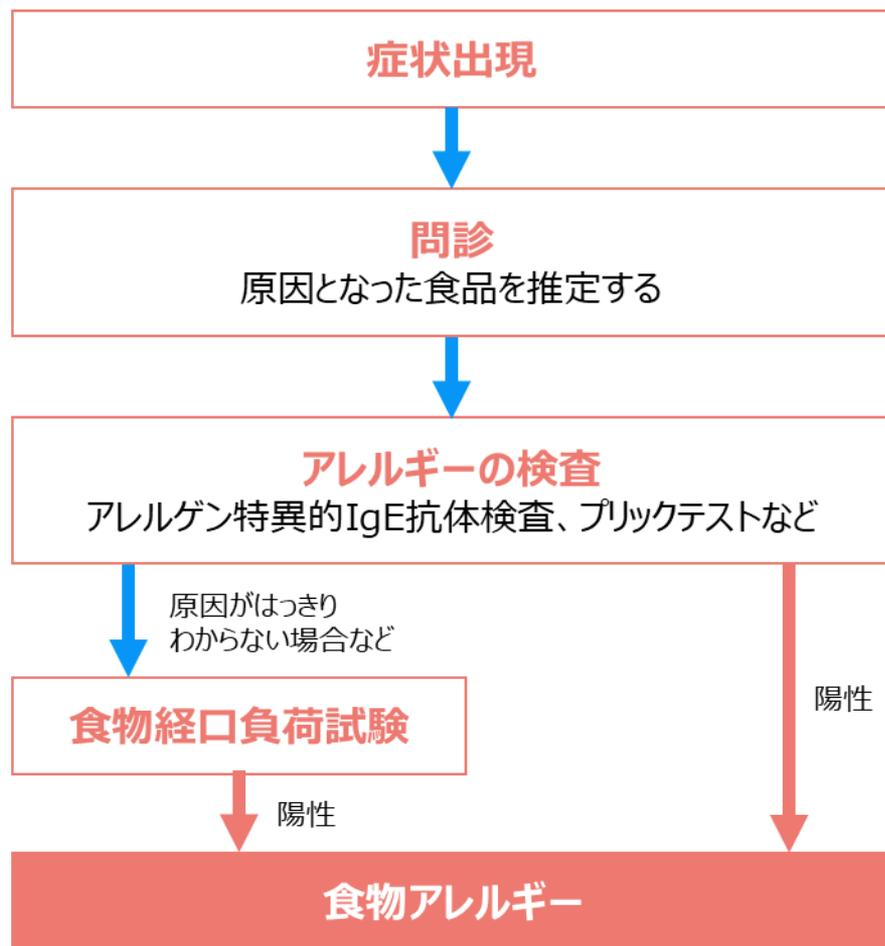 症状出現
問診
原因となった食品を推定する
アレルギーの検査
アレルゲン特異的IgE抗体検査、プリックテストなど
原因がはっきり
わからない場合など
食物経口負荷試験
陽性
陽性
食物アレルギー